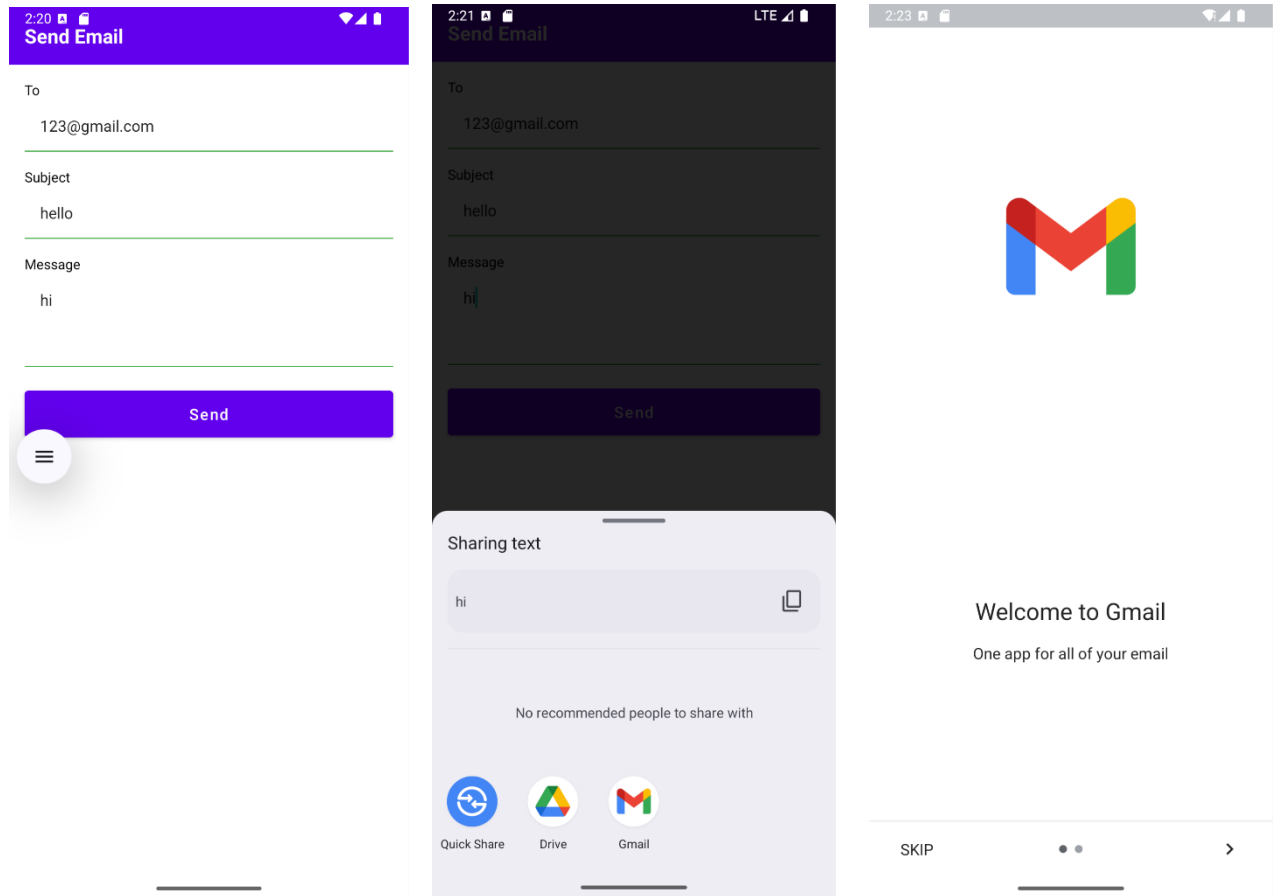 2:20
Send Email
To
123@gmail.com
Subject
hello
Message
hi
Send
2:21
LTE
Send Email
To
123@gmail.com
Subject
hello
Message
hi
Send
Sharing text
hi
No recommended people to share with
Quick Share
Drive
Gmail
2:23
Welcome to Gmail
One app for all of your email
SKIP